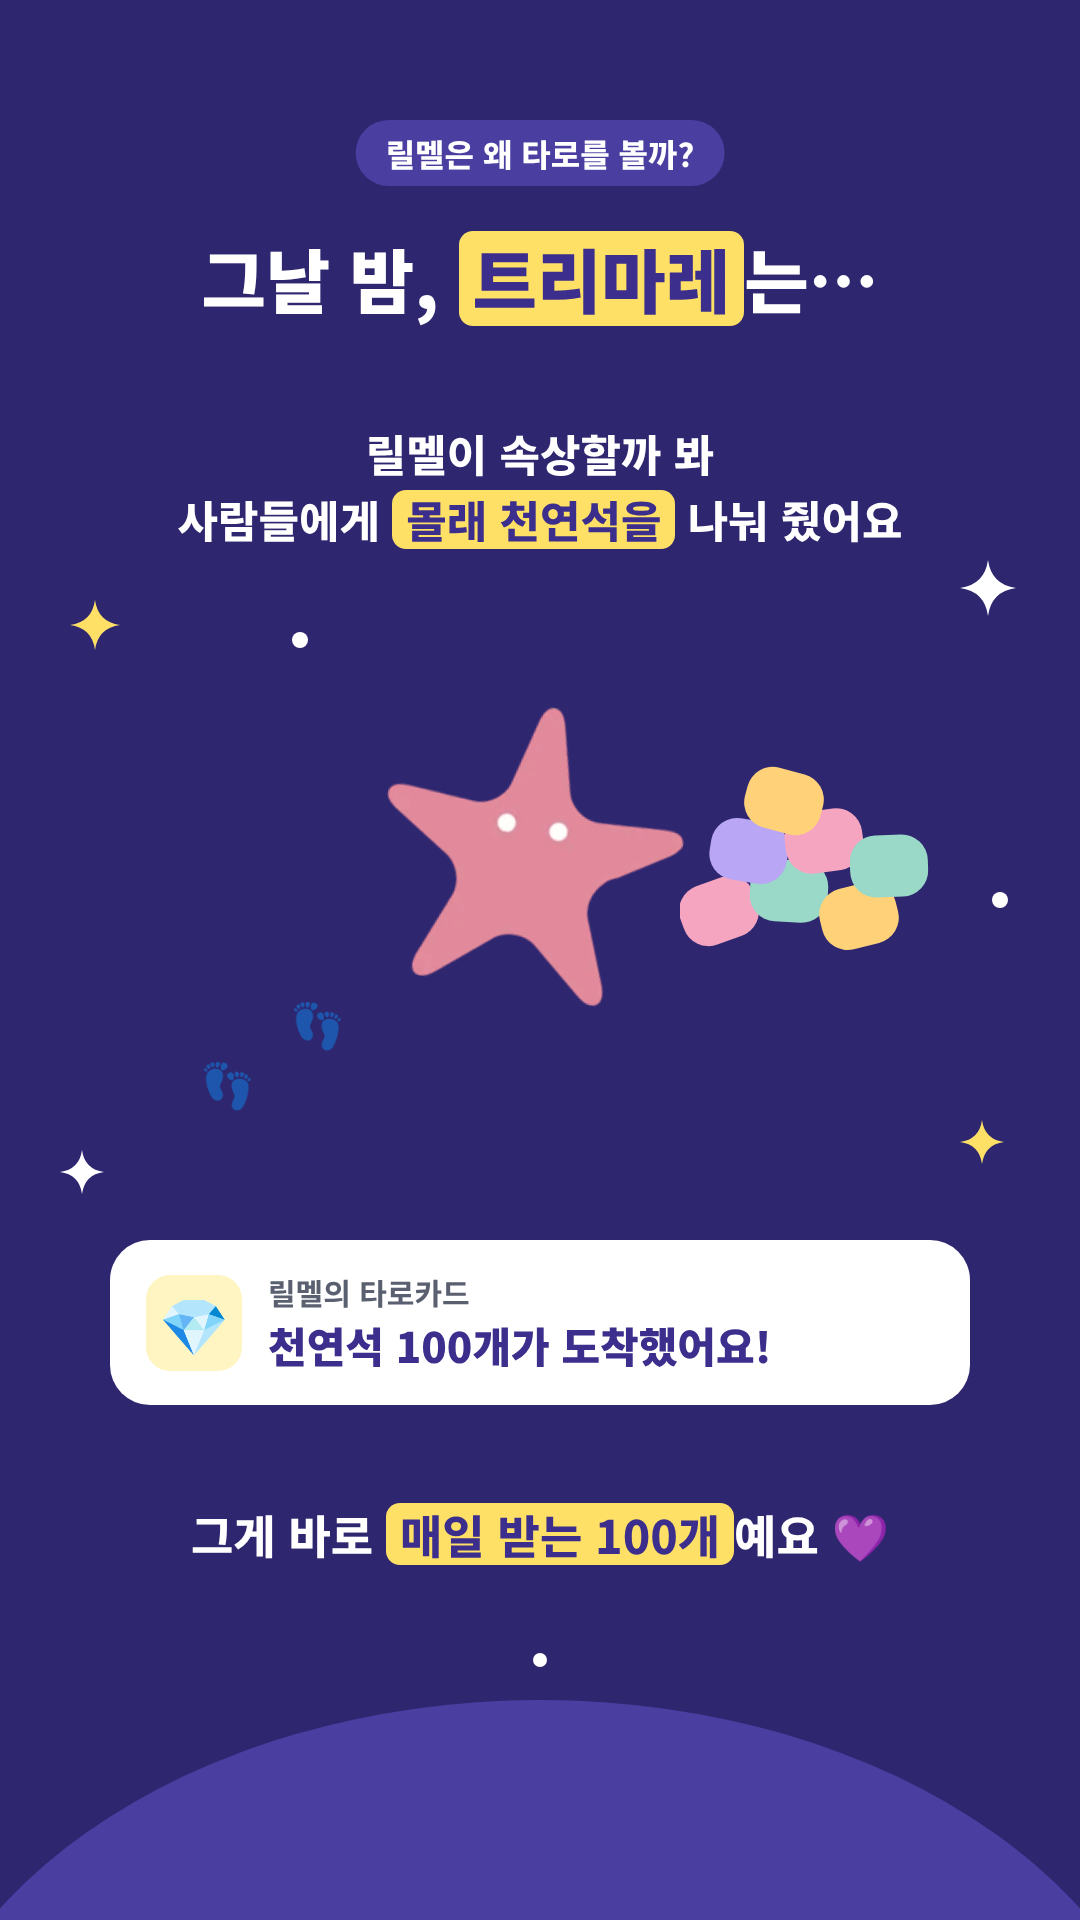 릴멜은 왜 타로를 볼까?
그날 밤, 트리마레는…
릴멜이 속상할까 봐
사람들에게 몰래 천연석을 나눠 줬어요
릴멜의 타로카드
천연석 100개가 도착했어요!
그게 바로 매일 받는 100개예요 💜